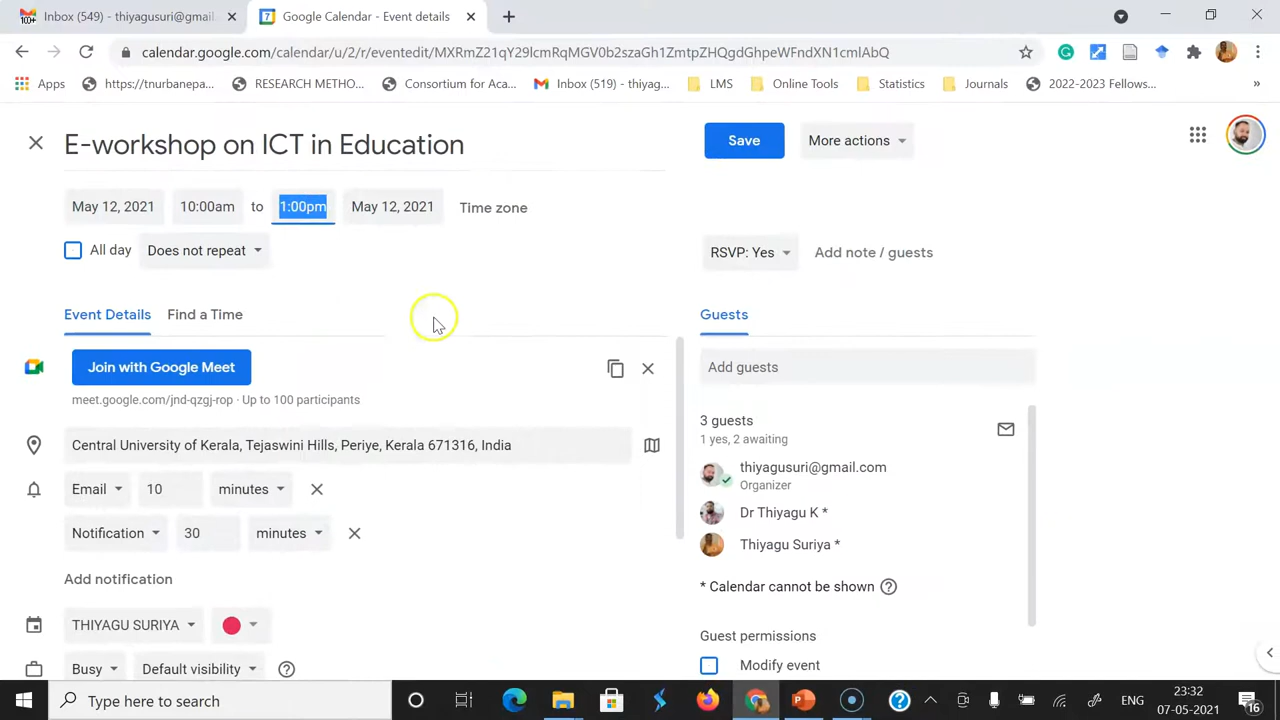 100+ Inbox (549) - thiyagusuri@gmail
7 Google Calendar - Event details
calendar.google.com/calendar/u/2/r/eventedit/MXRmZ21qY29lcmRqMGV0b2szaGh1ZmtpZHQgdGhpeWFndXN1cmlAbQ
Apps https://tnurbanepa... RESEARCH METHO... Consortium for Aca... Inbox (519) - thiyag... LMS Online Tools Statistics Journals 2022-2023 Fellows... »
E-workshop on ICT in Education
Save More actions
May 12, 2021 10:00am to 1:00pm May 12, 2021 Time zone
All day Does not repeat
RSVP: Yes Add note / guests
Event Details Find a Time
Guests
Join with Google Meet
meet.google.com/jnd-qzgj-rop · Up to 100 participants
Add guests
Central University of Kerala, Tejaswini Hills, Periye, Kerala 671316, India
3 guests
1 yes, 2 awaiting
Email 10 minutes
thiyagusuri@gmail.com
Organizer
Notification 30 minutes
Dr Thiyagu K *
Thiyagu Suriya *
Add notification
* Calendar cannot be shown
THIYAGU SURIYA
Guest permissions
Busy Default visibility
Modify event
Type here to search
ENG
23:32
07-05-2021
16